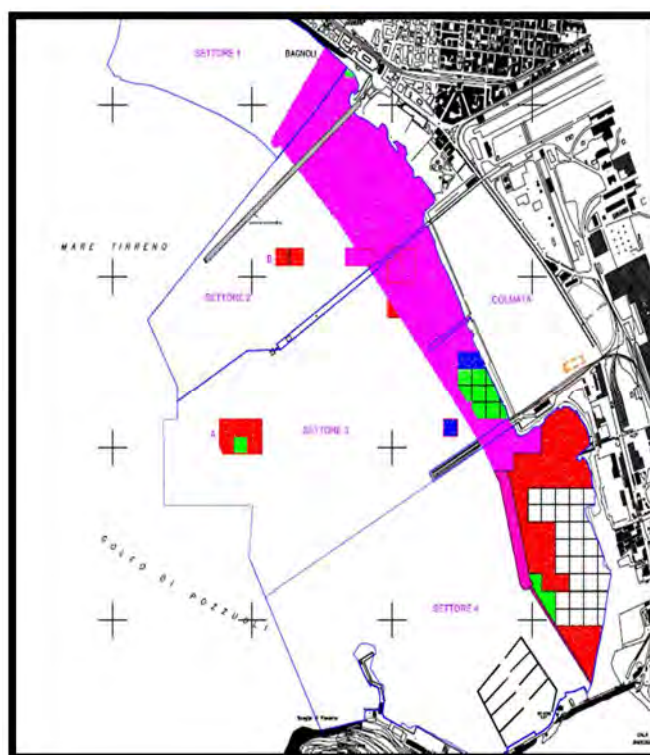 SETTORE 1
BAGNOLI
MARE TIRRENO
B
SETTORE 2
COLMATA
A
SETTORE 3
GOLFO DI POZZUOLI
SETTORE 4